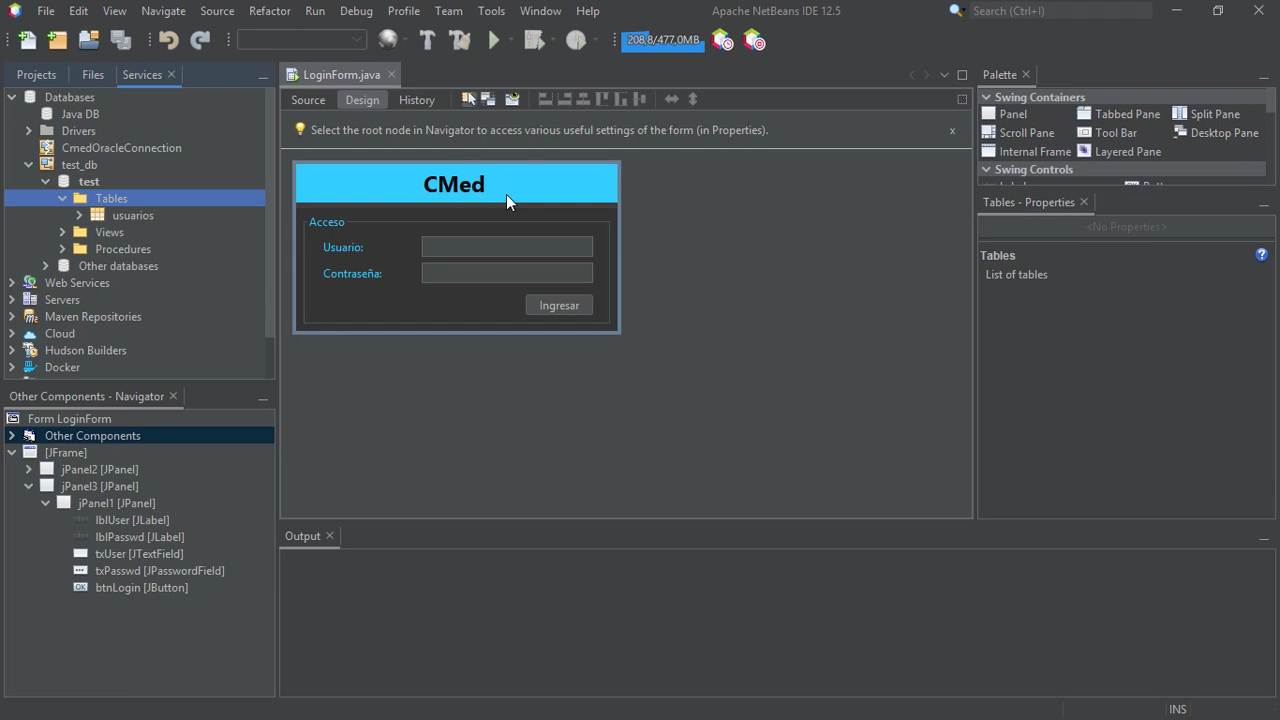 File Edit View Navigate Source Refactor Run Debug Profile Team Tools Window Help
Apache NetBeans IDE 12.5
Search (Ctrl+I)
208,8/477,0MB
Projects Files Services
Databases
Java DB
Drivers
CmedOracleConnection
test_db
test
Tables
usuarios
Views
Procedures
Other databases
Web Services
Servers
Maven Repositories
Cloud
Hudson Builders
Docker
Other Components - Navigator
Form LoginForm
Other Components
[JFrame]
jPanel2 [JPanel]
jPanel3 [JPanel]
jPanel1 [JPanel]
lblUser [JLabel]
lblPasswd [JLabel]
txUser [JTextField]
txPasswd [JPasswordField]
OK btnLogin [JButton]
LoginForm.java
Source Design History
Select the root node in Navigator to access various useful settings of the form (in Properties). x
CMed
Acceso
Usuario:
Contraseña:
Ingresar
Output
Palette
Swing Containers
Panel Tabbed Pane Split Pane
Scroll Pane Tool Bar Desktop Pane
Internal Frame Layered Pane
Swing Controls
Tables - Properties
<No Properties>
Tables
?
List of tables
INS